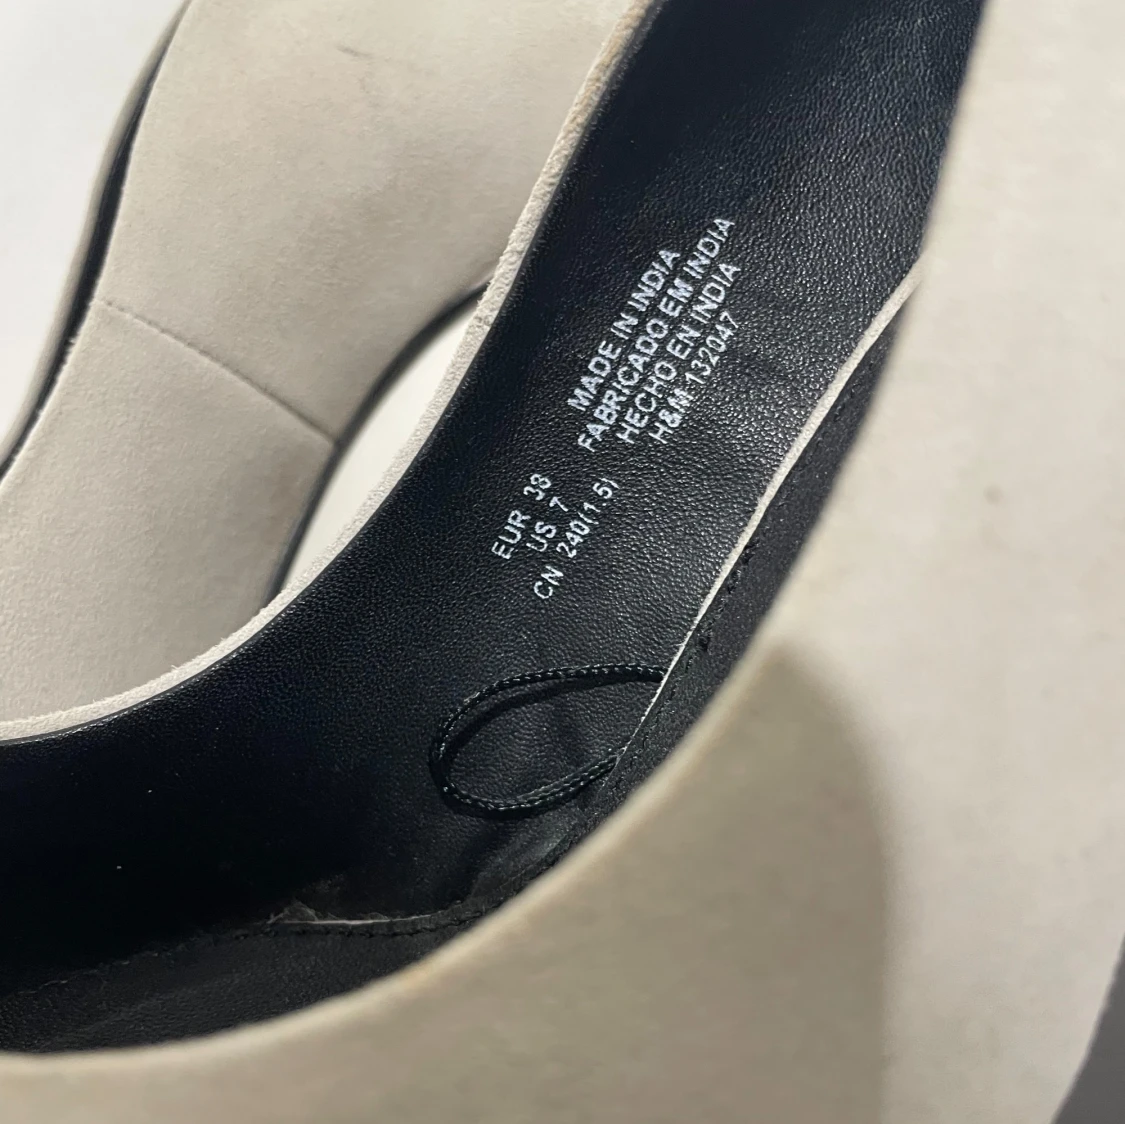 MADE IN INDIA
FABRICADO EM INDIA
HECHO EN INDIA
H&M 132047
EUR 38
US 7
CN 240(1.5)